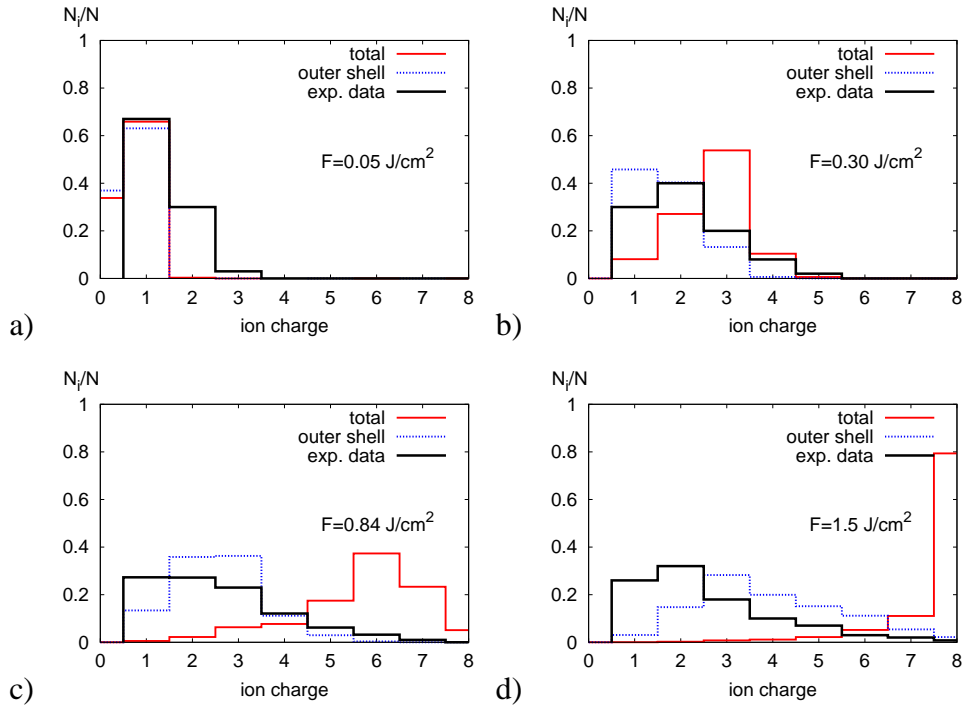 N_i/N
1
0.8
0.6
0.4
0.2
0
0 1 2 3 4 5 6 7 8
ion charge
total
outer shell
exp. data
F=0.05 J/cm²
a)
N_i/N
1
0.8
0.6
0.4
0.2
0
0 1 2 3 4 5 6 7 8
ion charge
total
outer shell
exp. data
F=0.30 J/cm²
b)
N_i/N
1
0.8
0.6
0.4
0.2
0
0 1 2 3 4 5 6 7 8
ion charge
total
outer shell
exp. data
F=0.84 J/cm²
c)
N_i/N
1
0.8
0.6
0.4
0.2
0
0 1 2 3 4 5 6 7 8
ion charge
total
outer shell
exp. data
F=1.5 J/cm²
d)